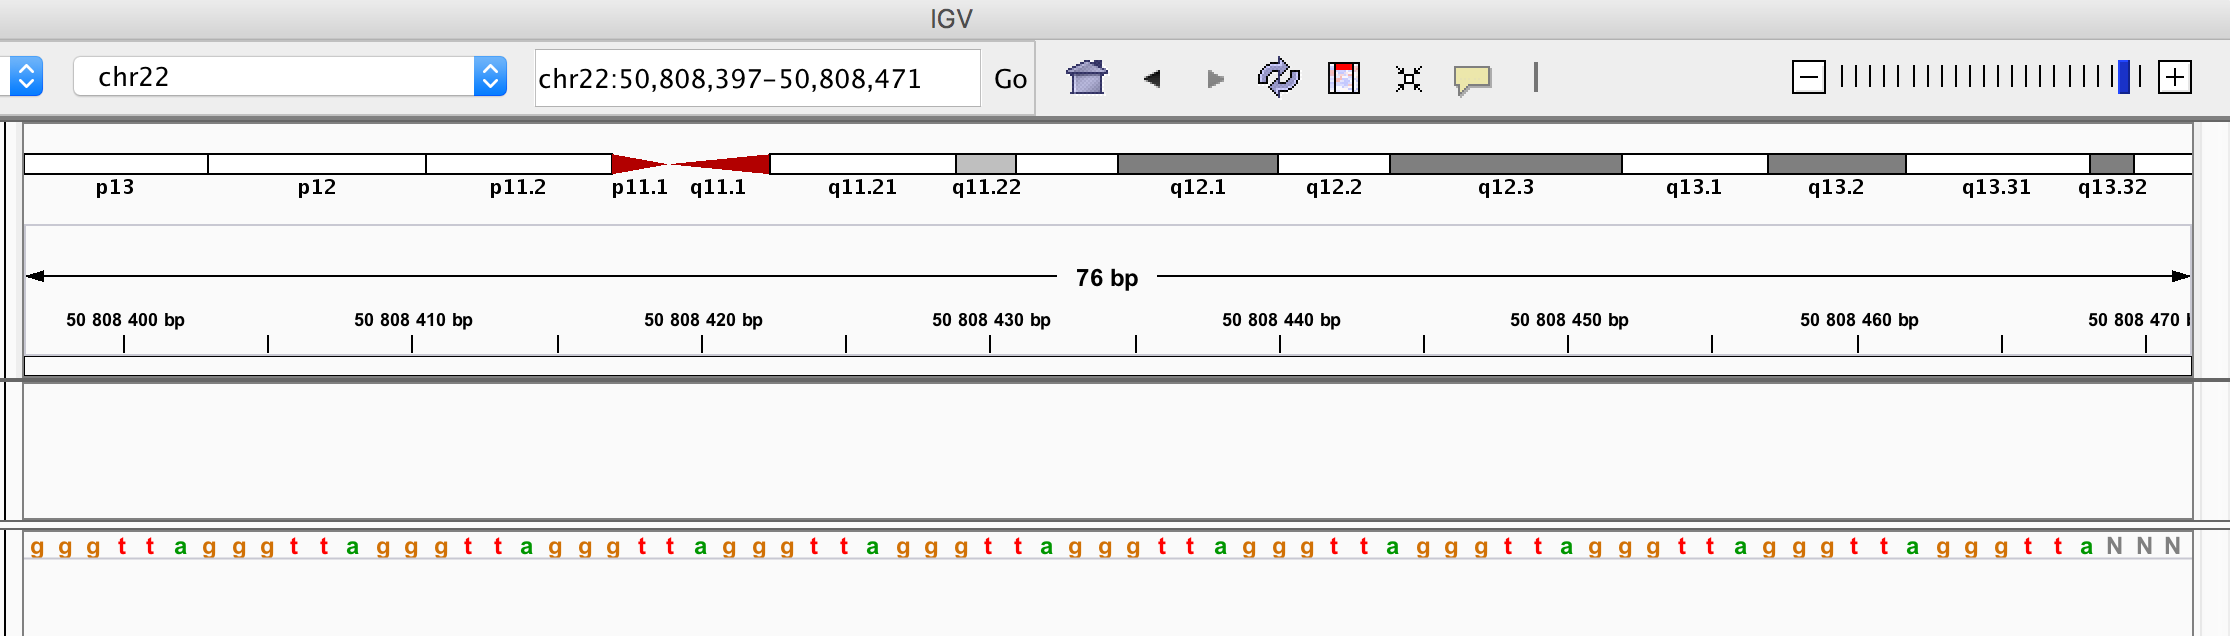 IGV
chr22 chr22:50,808,397-50,808,471 Go
p13 p12 p11.2 p11.1 q11.1 q11.21 q11.22 q12.1 q12.2 q12.3 q13.1 q13.2 q13.31 q13.32
76 bp
50 808 400 bp 50 808 410 bp 50 808 420 bp 50 808 430 bp 50 808 440 bp 50 808 450 bp 50 808 460 bp 50 808 470
g g g t t a g g g t t a g g g t t a g g g t t a g g g t t a g g g t t a g g g t t a g g g t t a g g g t t a g g g t t a g g g t t a g g g t t a N N N